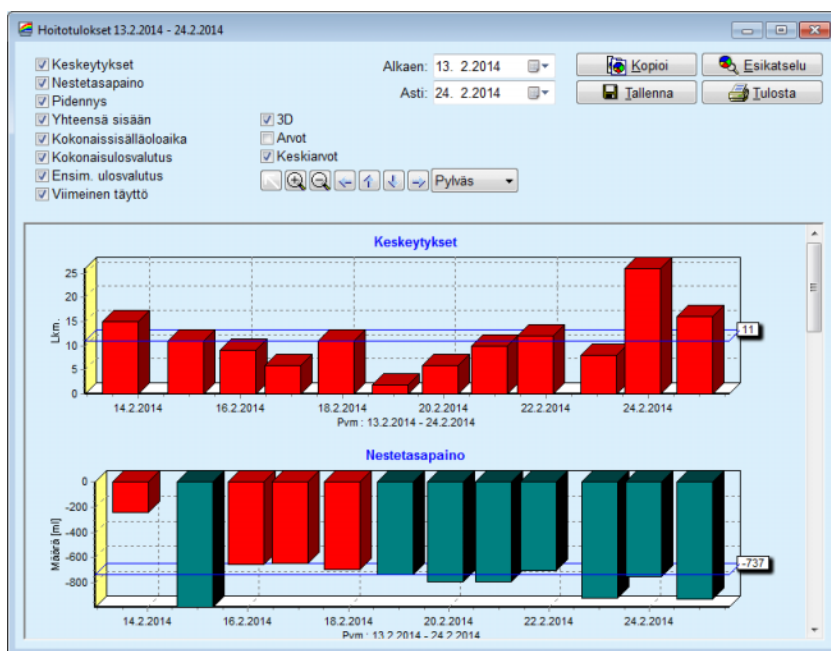 Hoitotulokset 13.2.2014 - 24.2.2014
Keskeytykset
Nestetasapaino
Pidennys
Yhteensä sisään
Kokonaissisälläoloaika
Kokonaisulosvalutus
Ensim. ulosvalutus
Viimeinen täyttö
3D
Arvot
Keskiarvot
Alkaen: 13. 2.2014
Asti: 24. 2.2014
Kopioi
Esikatselu
Tallenna
Tulosta
Pylväs
Keskeytykset
Lkm.
25
20
15
10
5
0
11
14.2.2014 16.2.2014 18.2.2014 20.2.2014 22.2.2014 24.2.2014
Pvm : 13.2.2014 - 24.2.2014
Nestetasapaino
Määrä [ml]
0
-200
-400
-600
-800
-737
14.2.2014 16.2.2014 18.2.2014 20.2.2014 22.2.2014 24.2.2014
Pvm : 13.2.2014 - 24.2.2014